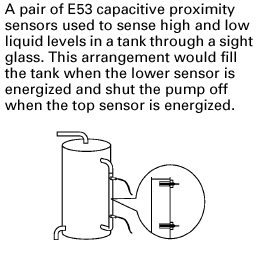 A pair of E53 capacitive proximity
sensors used to sense high and low
liquid levels in a tank through a sight
glass. This arrangement would fill
the tank when the lower sensor is
energized and shut the pump off
when the top sensor is energized.